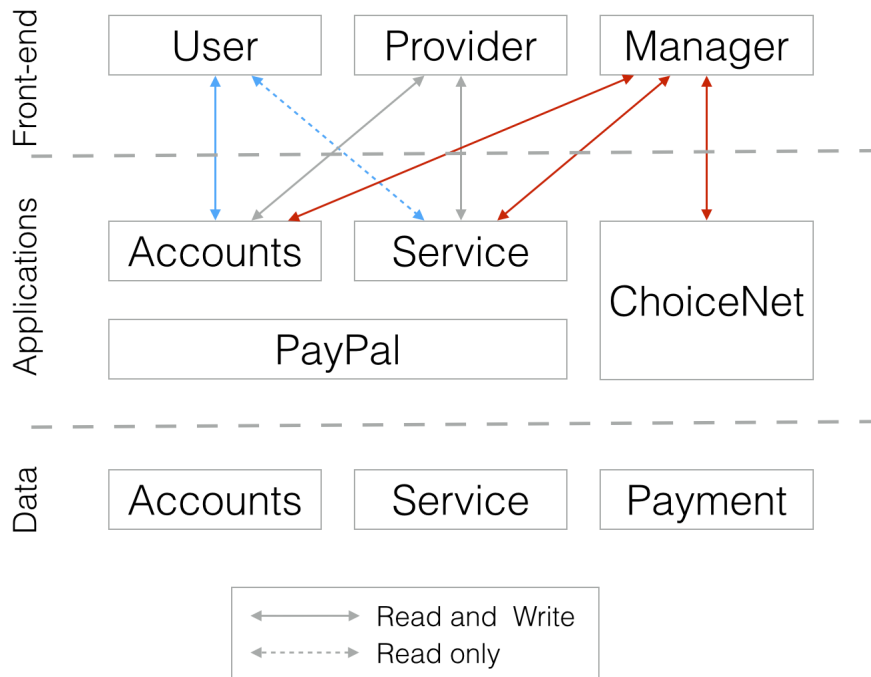 Front-end
User
Provider
Manager
Applications
Accounts
Service
ChoiceNet
PayPal
Data
Accounts
Service
Payment
Read and Write
Read only